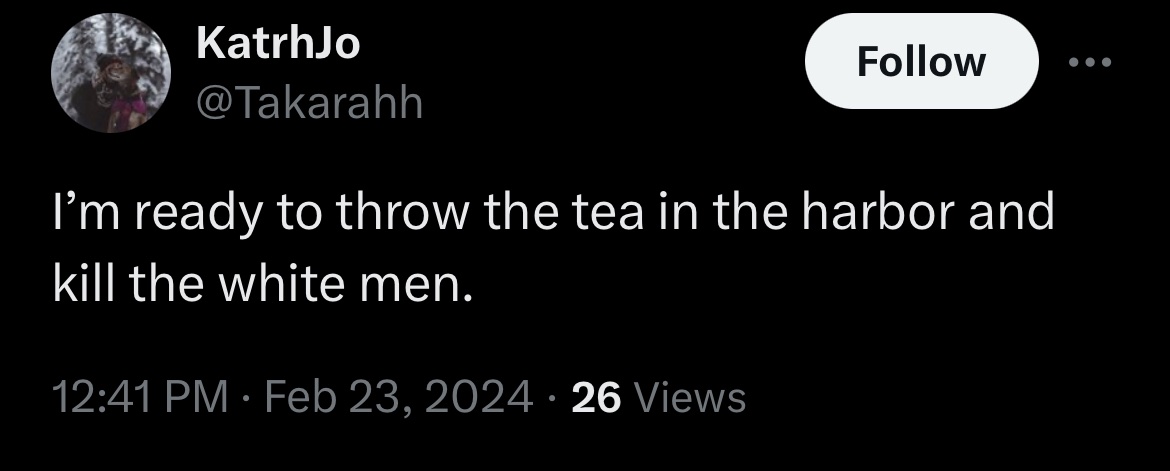 KatrhJo
Follow
@Takarahh
I’m ready to throw the tea in the harbor and
kill the white men.
12:41 PM · Feb 23, 2024 · 26 Views